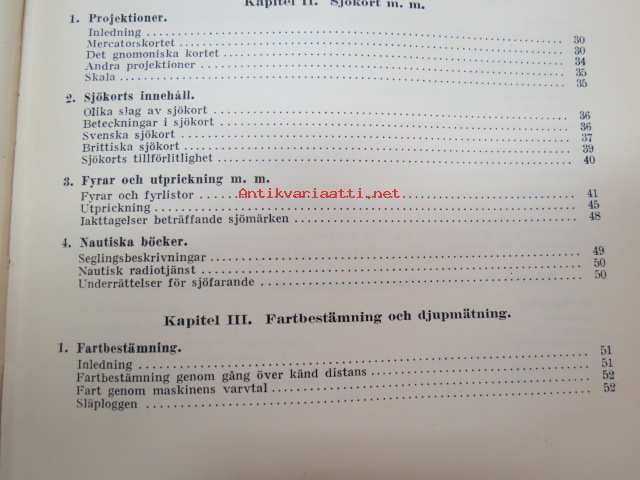 Kapitel II. Sjökort m. m.
1. Projektioner.
Inledning 30
Mercatorskortet 30
Det gnomoniska kortet 34
Andra projektioner 35
Skala 35
2. Sjökorts innehåll.
Olika slag av sjökort 36
Beteckningar i sjökort 36
Svenska sjökort 37
Brittiska sjökort 39
Sjökorts tillförlitlighet 40
3. Fyrar och utprickning m. m.
Antikvariaatti.net
Fyrar och fyrlistor 41
Utprickning 45
Iakttagelser beträffande sjömärken 48
4. Nautiska böcker.
Seglingsbeskrivningar 49
Nautisk radiotjänst 50
Underrättelser för sjöfarande 50
Kapitel III. Fartbestämning och djupmätning.
1. Fartbestämning.
Inledning 51
Fartbestämning genom gång över känd distans 51
Fart genom maskinens varvtal 52
Släploggen 52